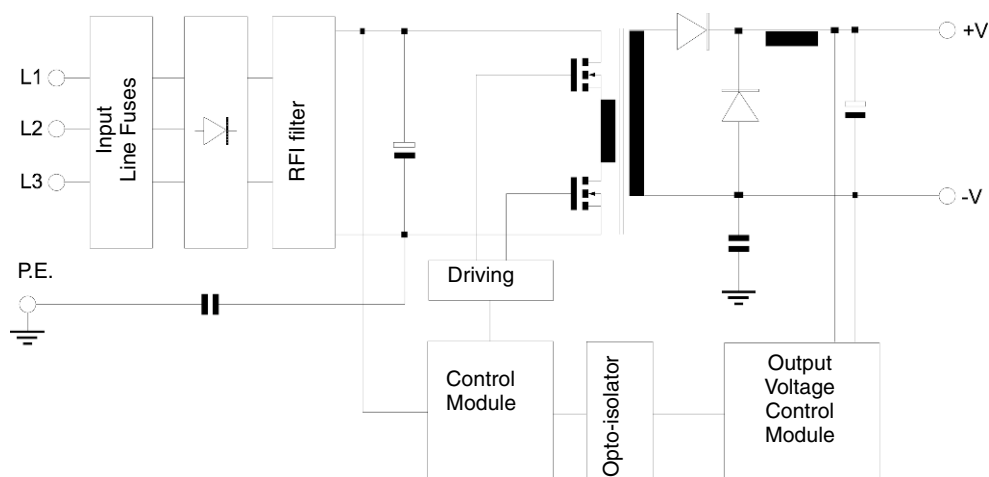 L1
L2
L3
P.E.
Input
Line Fuses
RFI filter
+V
-V
Driving
Control
Module
Opto-isolator
Output
Voltage
Control
Module